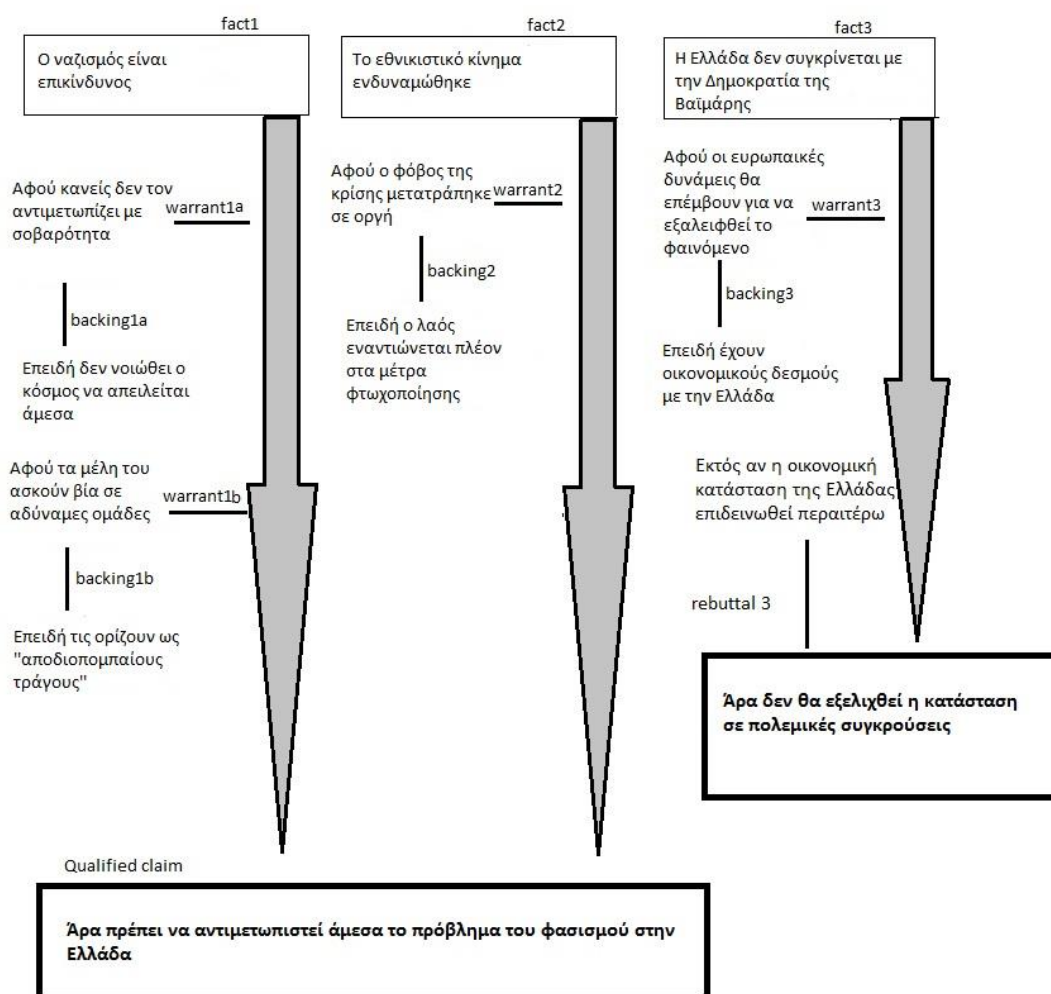 fact1
Ο ναζισμός είναι
επικίνδυνος
Αφού κανείς δεν τον
αντιμετωπίζει με
σοβαρότητα
warrant1a
backing1a
Επειδή δεν νοιώθει ο
κόσμος να απειλείται
άμεσα
Αφού τα μέλη του
ασκούν βία σε
αδύναμες ομάδες
warrant1b
backing1b
Επειδή τις ορίζουν ως
"αποδιοπομπαίους
τράγους"
fact2
Το εθνικιστικό κίνημα
ενδυναμώθηκε
Αφού ο φόβος της
κρίσης μετατράπηκε
σε οργή
warrant2
backing2
Επειδή ο λαός
εναντιώνεται πλέον
στα μέτρα
φτωχοποίησης
fact3
Η Ελλάδα δεν συγκρίνεται με
την Δημοκρατία της
Βαϊμάρης
Αφού οι ευρωπαικές
δυνάμεις θα
επέμβουν για να
εξαλειφθεί το
φαινόμενο
warrant3
backing3
Επειδή έχουν
οικονομικούς δεσμούς
με την Ελλάδα
Εκτός αν η οικονομική
κατάσταση της Ελλάδας
επιδεινωθεί περαιτέρω
rebuttal 3
Άρα δεν θα εξελιχθεί η κατάσταση
σε πολεμικές συγκρούσεις
Qualified claim
Άρα πρέπει να αντιμετωπιστεί άμεσα το πρόβλημα του φασισμού στην
Ελλάδα